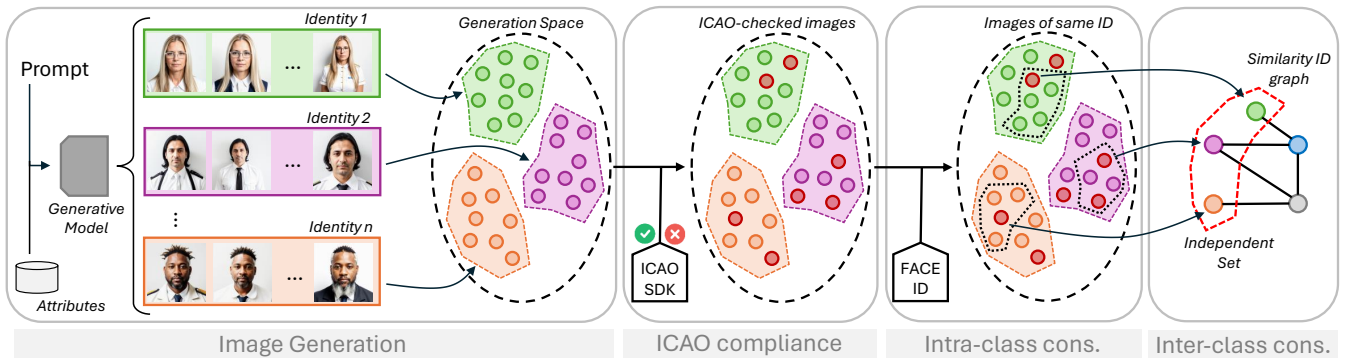 Prompt
Generative
Model
Attributes
Identity 1
...
Identity 2
...
⋮
Identity n
...
Generation Space
ICAO
SDK
ICAO-checked images
FACE
ID
Images of same ID
Similarity ID
graph
Independent
Set
Image Generation
ICAO compliance
Intra-class cons.
Inter-class cons.